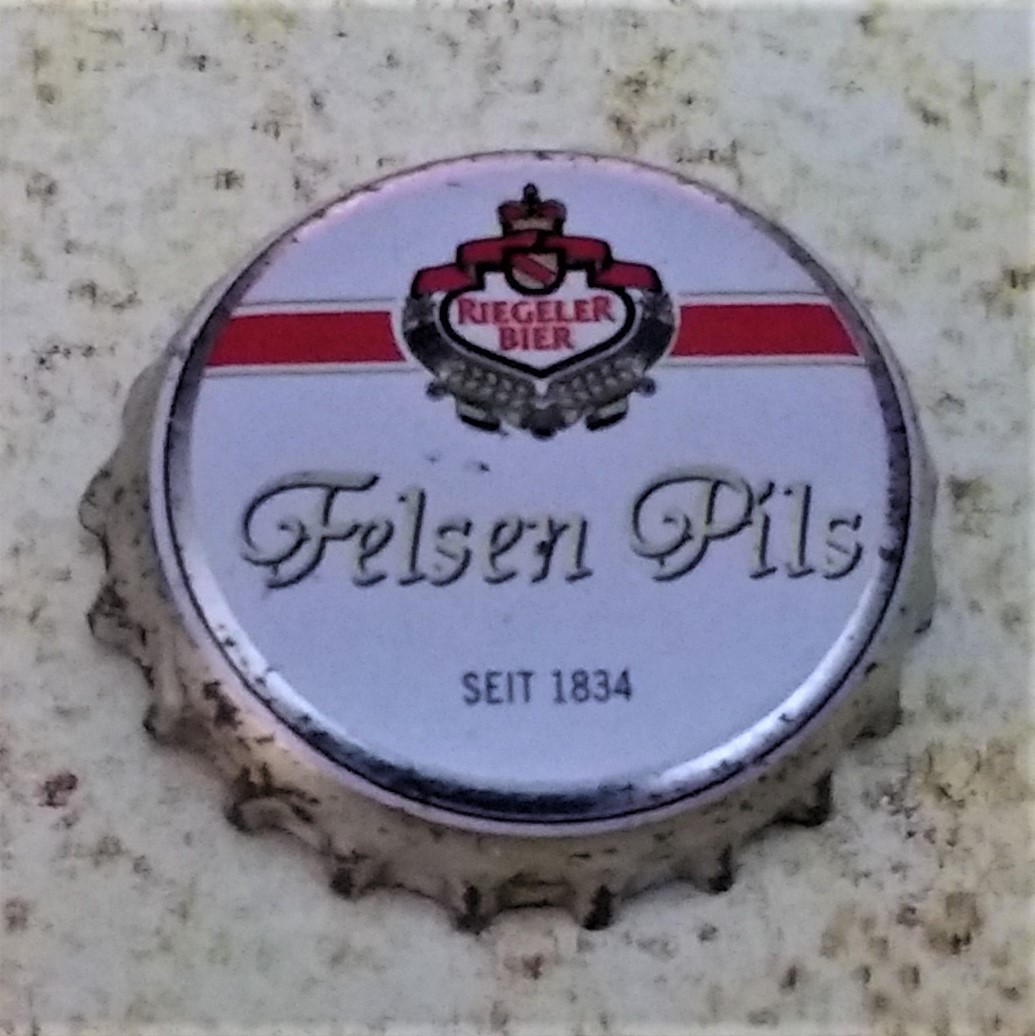 RIEGELER
BIER
Felsen Pils
SEIT 1834